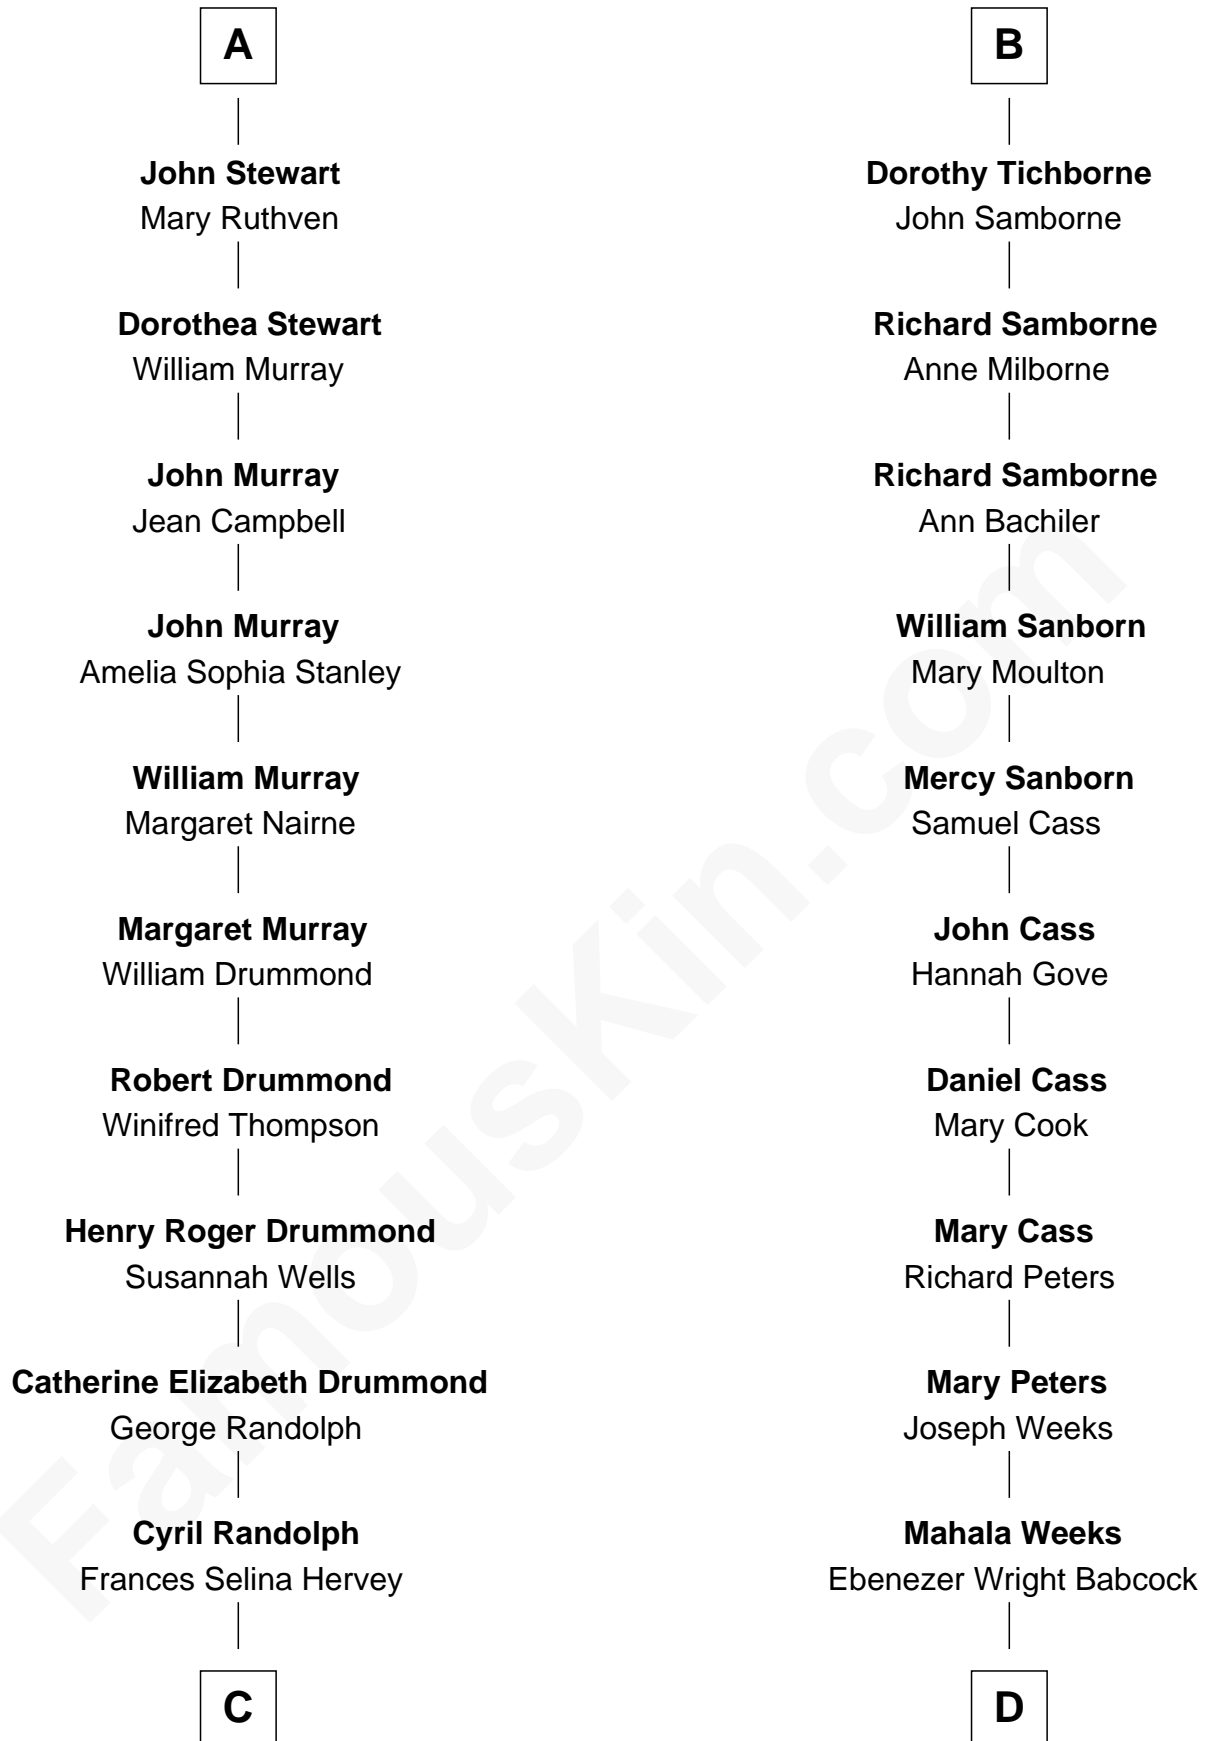 A
John Stewart
Mary Ruthven
Dorothea Stewart
William Murray
John Murray
Jean Campbell
John Murray
Amelia Sophia Stanley
William Murray
Margaret Nairne
Margaret Murray
William Drummond
Robert Drummond
Winifred Thompson
Henry Roger Drummond
Susannah Wells
Catherine Elizabeth Drummond
George Randolph
Cyril Randolph
Frances Selina Hervey
C
B
Dorothy Tichborne
John Samborne
Richard Samborne
Anne Milborne
Richard Samborne
Ann Bachiler
William Sanborn
Mary Moulton
Mercy Sanborn
Samuel Cass
John Cass
Hannah Gove
Daniel Cass
Mary Cook
Mary Cass
Richard Peters
Mary Peters
Joseph Weeks
Mahala Weeks
Ebenezer Wright Babcock
D
FamousKin.com